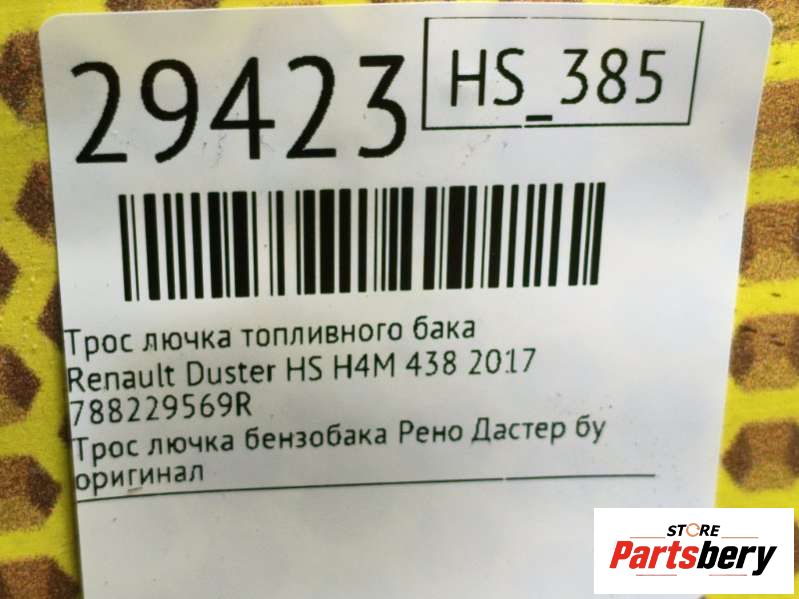 29423
HS_385
Трос лючка топливного бака
Renault Duster HS H4M 438 2017
788229569R
Трос лючка бензобака Рено Дастер бу
оригинал
STORE
Partsbery